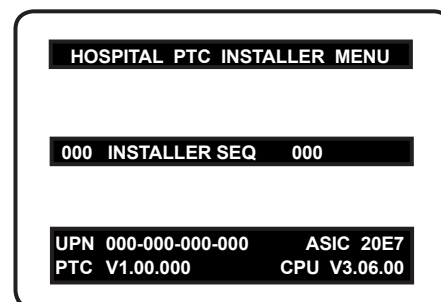 HOSPITAL PTC INSTALLER MENU
000 INSTALLER SEQ 000
UPN 000-000-000-000 ASIC 20E7
PTC V1.00.000 CPU V3.06.00